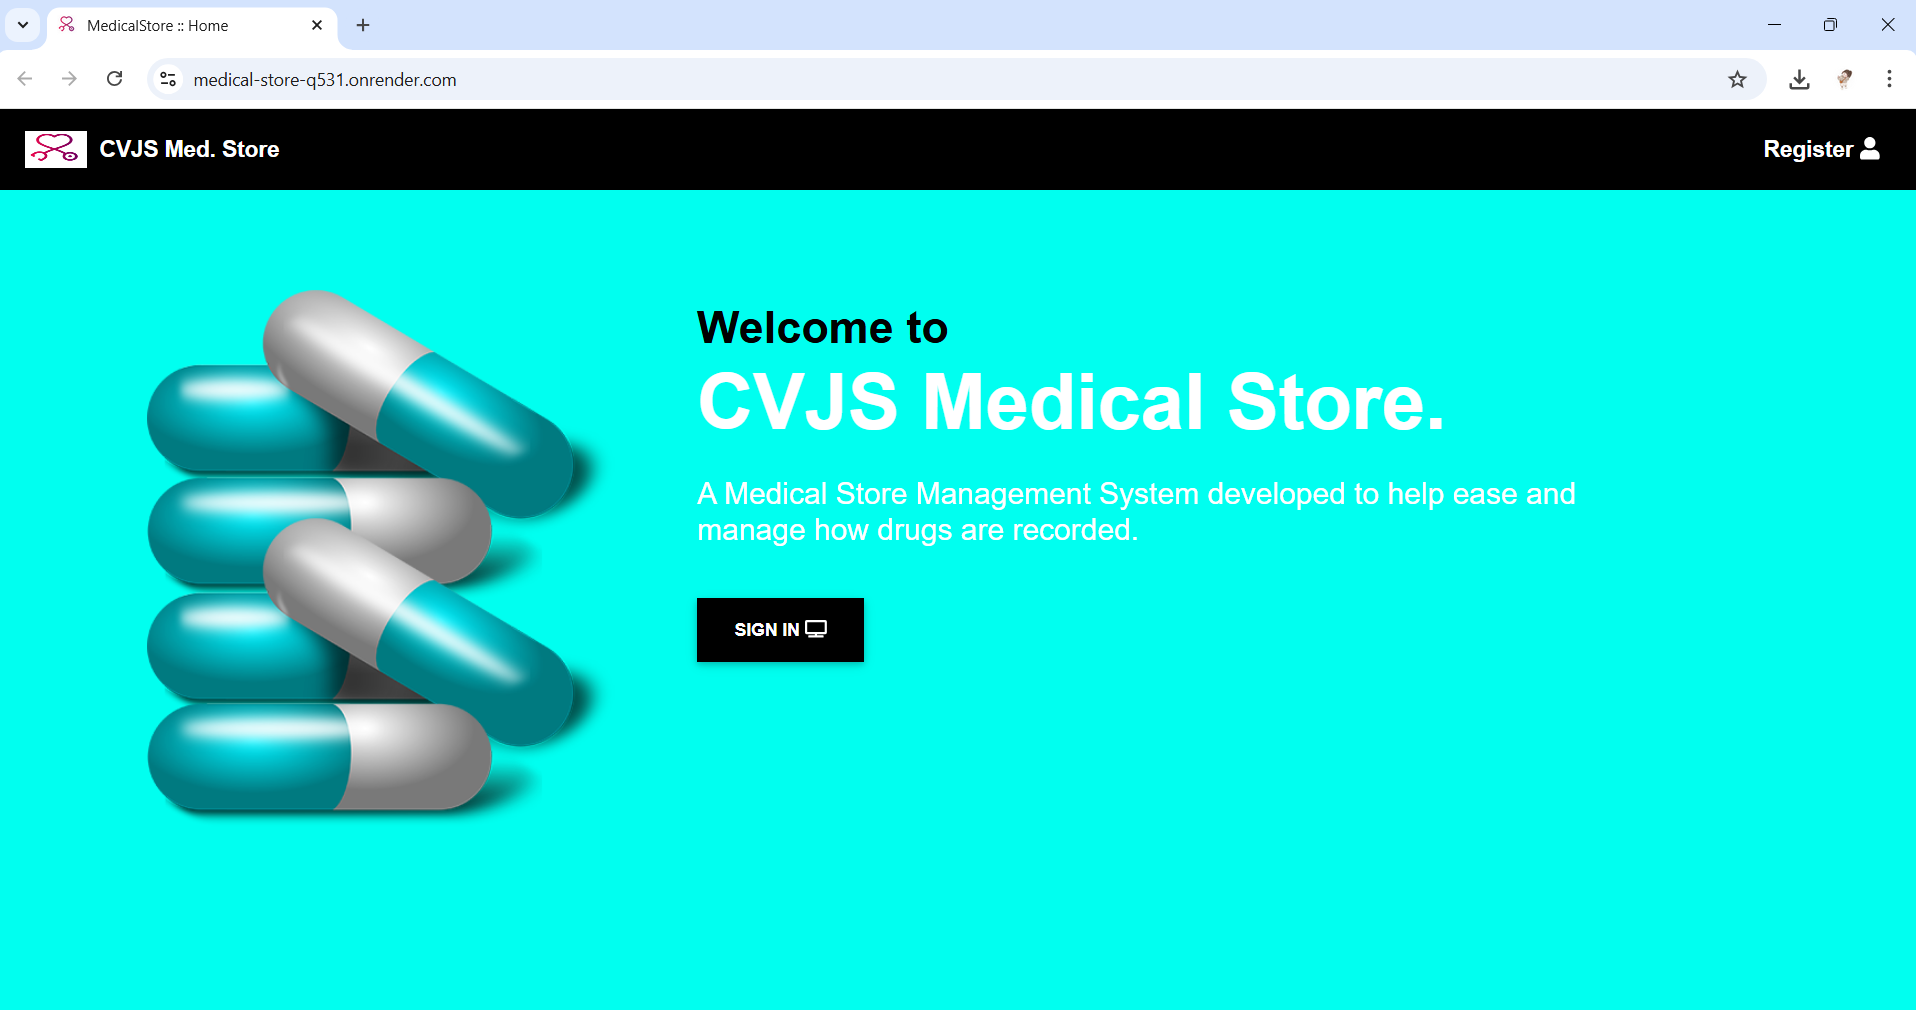 MedicalStore :: Home
medical-store-q531.onrender.com
CVJS Med. Store
Register
Welcome to
CVJS Medical Store.
A Medical Store Management System developed to help ease and
manage how drugs are recorded.
SIGN IN